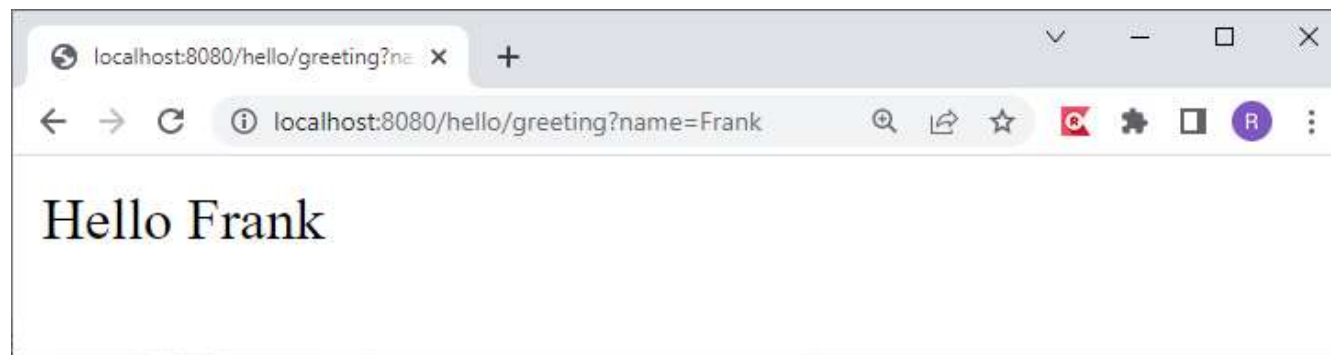 localhost:8080/hello/greeting?na
localhost:8080/hello/greeting?name=Frank
R
R
Hello Frank